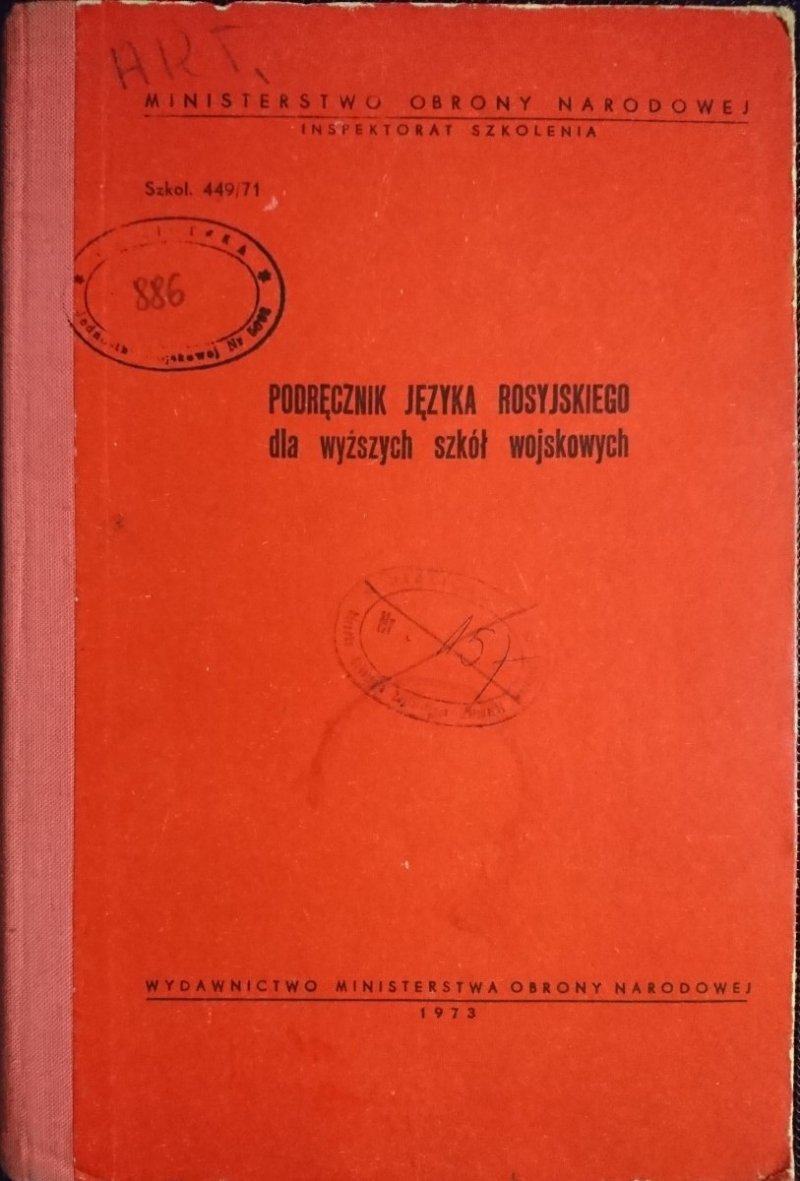 ART.
MINISTERSTWO OBRONY NARODOWEJ
INSPEKTORAT SZKOLENIA
Szkol. 449/71
886
Nr
PODRĘCZNIK JĘZYKA ROSYJSKIEGO
dla wyższych szkół wojskowych
WYDAWNICTWO MINISTERSTWA OBRONY NARODOWEJ
1973